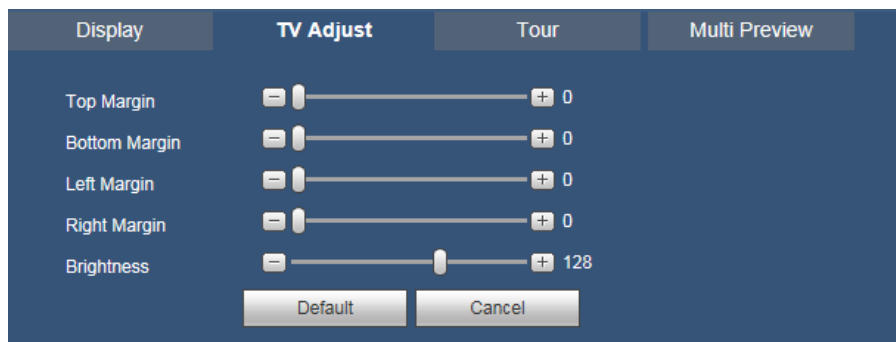 Display TV Adjust Tour Multi Preview
Top Margin 0
Bottom Margin 0
Left Margin 0
Right Margin 0
Brightness 128
Default Cancel